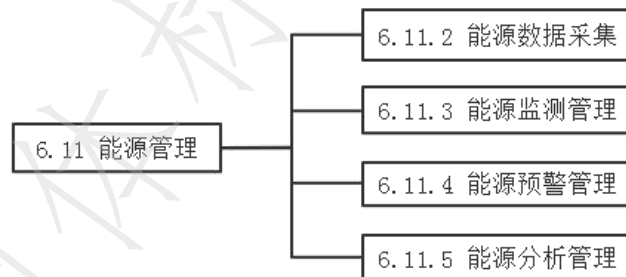 6.11.2 能源数据采集
6.11.3 能源监测管理
6.11 能源管理
6.11.4 能源预警管理
6.11.5 能源分析管理